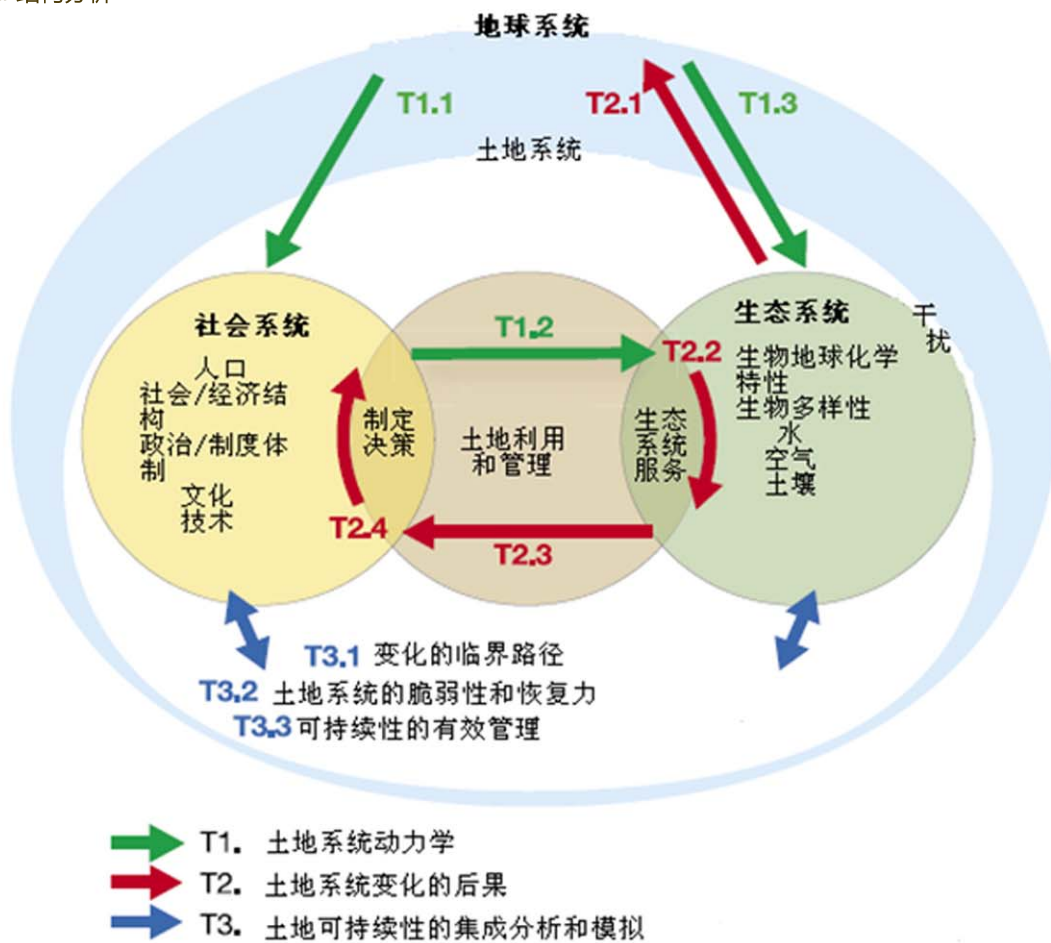 地球系统
T1.1
T2.1
T1.3
土地系统
社会系统
人口
社会/经济结
构
政治/制度体
制
文化
技术
制定
决策
T1.2
土地利用
和管理
T2.3
T2.4
T2.2
生态
系统
服务
生态系统
生物地球化学
特性
生物多样性
水
空气
土壤
干
扰
T3.1 变化的临界路径
T3.2 土地系统的脆弱性和恢复力
T3.3 可持续性的有效管理
T1. 土地系统动力学
T2. 土地系统变化的后果
T3. 土地可持续性的集成分析和模拟